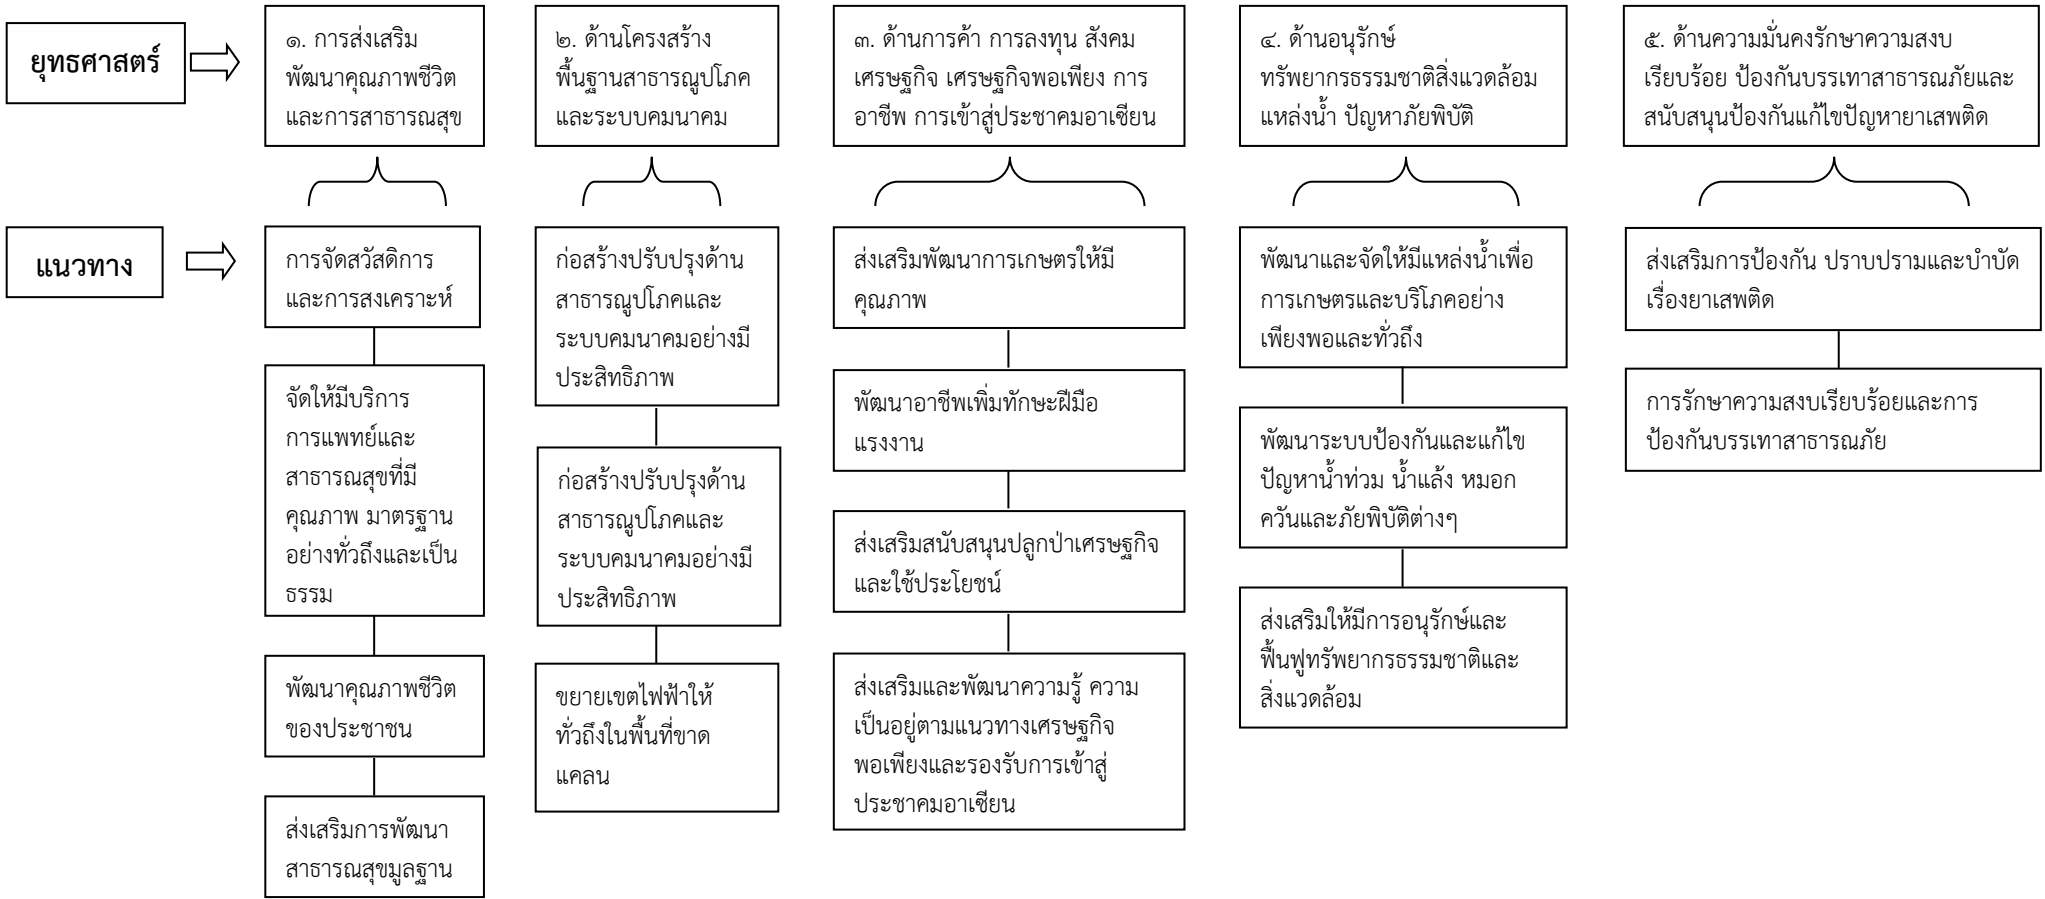 ยุทธศาสตร์
๑. การส่งเสริม
พัฒนาคุณภาพชีวิต
และการสาธารณสุข
๒. ด้านโครงสร้าง
พื้นฐานสาธารณูปโภค
และระบบคมนาคม
๓. ด้านการค้า การลงทุน สังคม
เศรษฐกิจ เศรษฐกิจพอเพียง การ
อาชีพ การเข้าสู่ประชาคมอาเซียน
๔. ด้านอนุรักษ์
ทรัพยากรธรรมชาติสิ่งแวดล้อม
แหล่งน้ำ ปัญหาภัยพิบัติ
๕. ด้านความมั่นคงรักษาความสงบ
เรียบร้อย ป้องกันบรรเทาสาธารณภัยและ
สนับสนุนป้องกันแก้ไขปัญหายาเสพติด
แนวทาง
การจัดสวัสดิการ
และการสงเคราะห์
จัดให้มีบริการ
การแพทย์และ
สาธารณสุขที่มี
คุณภาพ มาตรฐาน
อย่างทั่วถึงและเป็น
ธรรม
พัฒนาคุณภาพชีวิต
ของประชาชน
ส่งเสริมการพัฒนา
สาธารณสุขมูลฐาน
ก่อสร้างปรับปรุงด้าน
สาธารณูปโภคและ
ระบบคมนาคมอย่างมี
ประสิทธิภาพ
ก่อสร้างปรับปรุงด้าน
สาธารณูปโภคและ
ระบบคมนาคมอย่างมี
ประสิทธิภาพ
ขยายเขตไฟฟ้าให้
ทั่วถึงในพื้นที่ขาด
แคลน
ส่งเสริมพัฒนาการเกษตรให้มี
คุณภาพ
พัฒนาอาชีพเพิ่มทักษะฝีมือ
แรงงาน
ส่งเสริมสนับสนุนปลูกป่าเศรษฐกิจ
และใช้ประโยชน์
ส่งเสริมและพัฒนาความรู้ ความ
เป็นอยู่ตามแนวทางเศรษฐกิจ
พอเพียงและรองรับการเข้าสู่
ประชาคมอาเซียน
พัฒนาและจัดให้มีแหล่งน้ำเพื่อ
การเกษตรและบริโภคอย่าง
เพียงพอและทั่วถึง
พัฒนาระบบป้องกันและแก้ไข
ปัญหาน้ำท่วม น้ำแล้ง หมอก
ควันและภัยพิบัติต่างๆ
ส่งเสริมให้มีการอนุรักษ์และ
ฟื้นฟูทรัพยากรธรรมชาติและ
สิ่งแวดล้อม
ส่งเสริมการป้องกัน ปราบปรามและบำบัด
เรื่องยาเสพติด
การรักษาความสงบเรียบร้อยและการ
ป้องกันบรรเทาสาธารณภัย